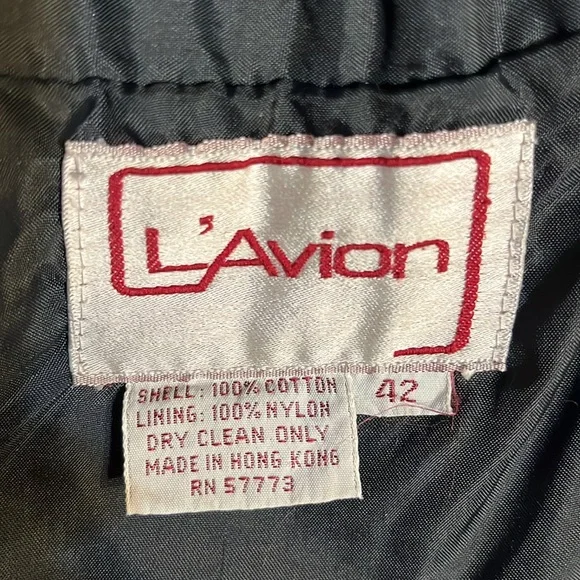 L'Avion
42
SHELL: 100% COTTON
LINING: 100% NYLON
DRY CLEAN ONLY
MADE IN HONG KONG
RN 57773